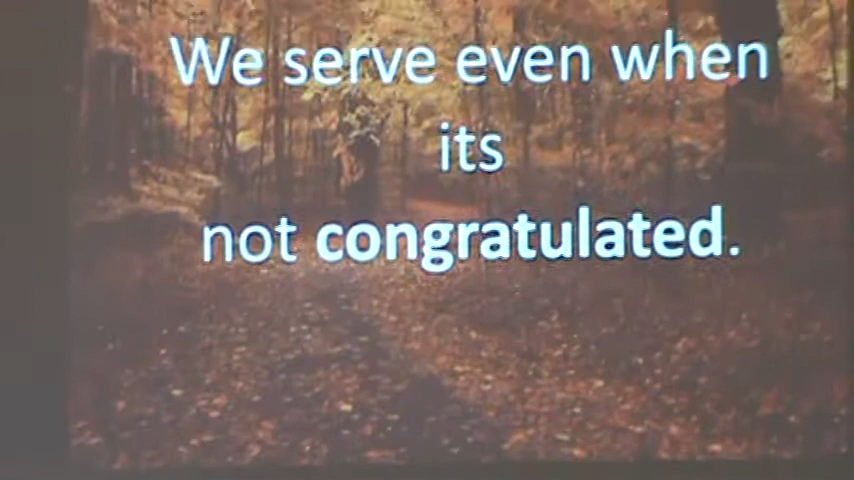 We serve even when
its
not congratulated.